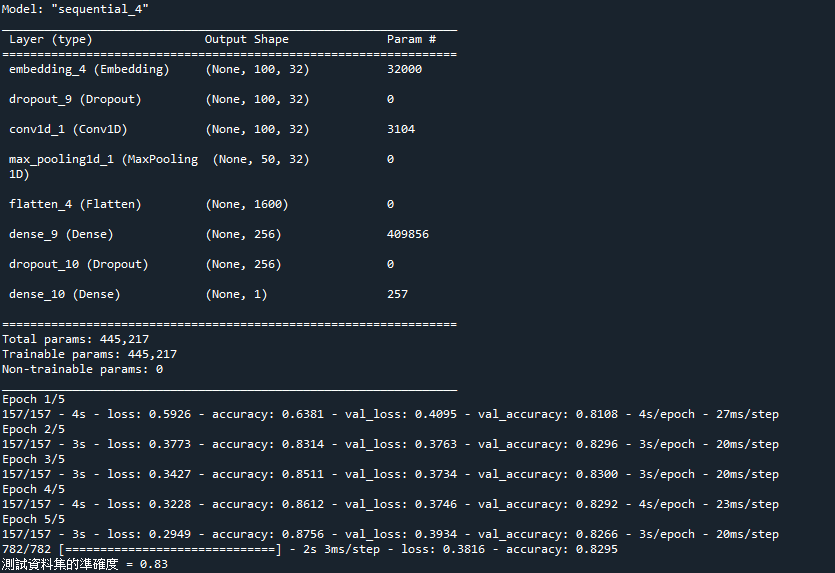 Model: "sequential_4"
_________________________________________________________________
Layer (type) Output Shape Param #
=================================================================
embedding_4 (Embedding) (None, 100, 32) 32000
dropout_9 (Dropout) (None, 100, 32) 0
conv1d_1 (Conv1D) (None, 100, 32) 3104
max_pooling1d_1 (MaxPooling (None, 50, 32) 0
1D)
flatten_4 (Flatten) (None, 1600) 0
dense_9 (Dense) (None, 256) 409856
dropout_10 (Dropout) (None, 256) 0
dense_10 (Dense) (None, 1) 257
=================================================================
Total params: 445,217
Trainable params: 445,217
Non-trainable params: 0
_________________________________________________________________
Epoch 1/5
157/157 - 4s - loss: 0.5926 - accuracy: 0.6381 - val_loss: 0.4095 - val_accuracy: 0.8108 - 4s/epoch - 27ms/step
Epoch 2/5
157/157 - 3s - loss: 0.3773 - accuracy: 0.8314 - val_loss: 0.3763 - val_accuracy: 0.8296 - 3s/epoch - 20ms/step
Epoch 3/5
157/157 - 3s - loss: 0.3427 - accuracy: 0.8511 - val_loss: 0.3734 - val_accuracy: 0.8300 - 3s/epoch - 20ms/step
Epoch 4/5
157/157 - 4s - loss: 0.3228 - accuracy: 0.8612 - val_loss: 0.3746 - val_accuracy: 0.8292 - 4s/epoch - 23ms/step
Epoch 5/5
157/157 - 3s - loss: 0.2949 - accuracy: 0.8756 - val_loss: 0.3934 - val_accuracy: 0.8266 - 3s/epoch - 20ms/step
782/782 [==============================] - 2s 3ms/step - loss: 0.3816 - accuracy: 0.8295
測試資料集的準確度 = 0.83